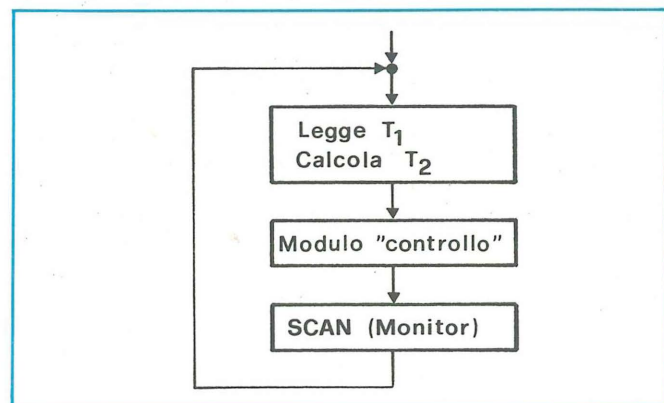 Legge T1
Calcola T2
Modulo "controllo"
SCAN (Monitor)